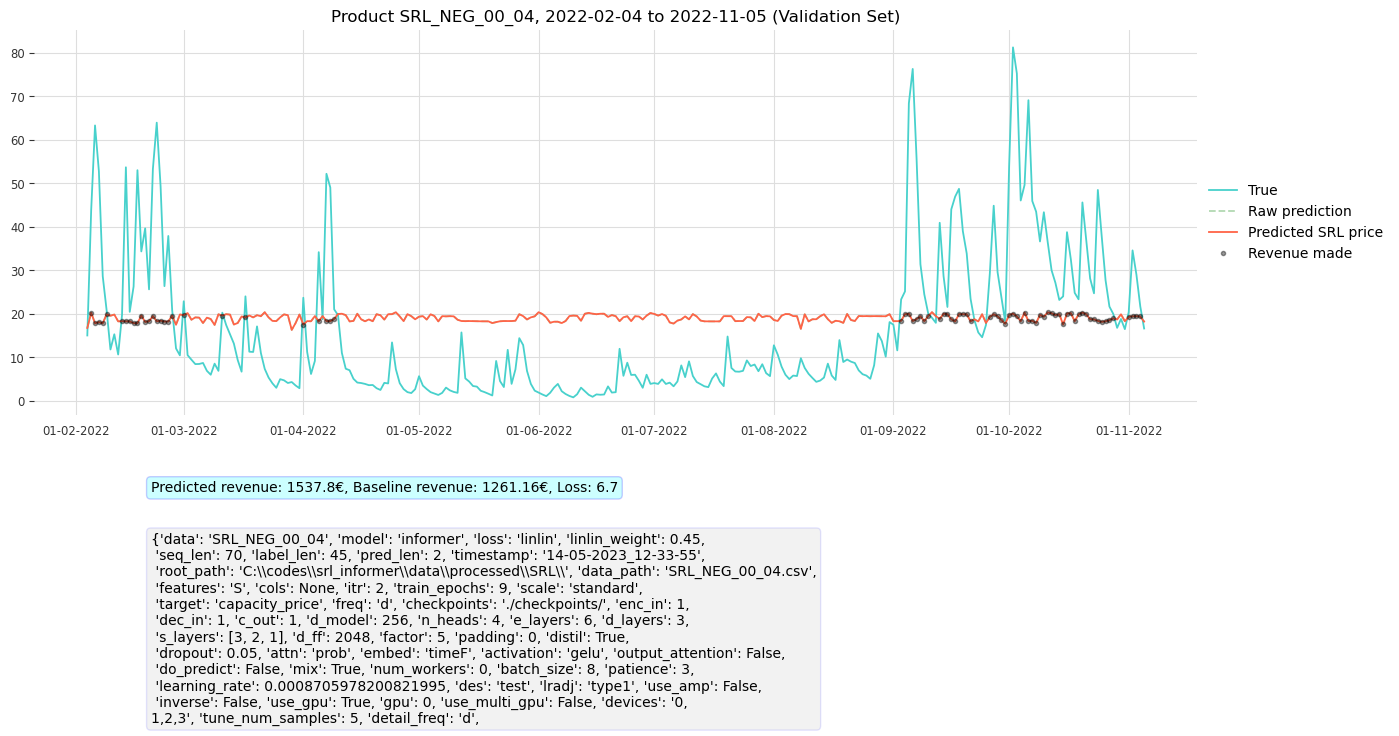 Product SRL_NEG_00_04, 2022-02-04 to 2022-11-05 (Validation Set)
80
70
60
50
40
30
20
10
0
01-02-2022 01-03-2022 01-04-2022 01-05-2022 01-06-2022 01-07-2022 01-08-2022 01-09-2022 01-10-2022 01-11-2022
True
Raw prediction
Predicted SRL price
Revenue made
Predicted revenue: 1537.8€, Baseline revenue: 1261.16€, Loss: 6.7
{'data': 'SRL_NEG_00_04', 'model': 'informer', 'loss': 'linlin', 'linlin_weight': 0.45,
'seq_len': 70, 'label_len': 45, 'pred_len': 2, 'timestamp': '14-05-2023_12-33-55',
'root_path': 'C:\\codes\\srl_informer\\data\\processed\\SRL\\', 'data_path': 'SRL_NEG_00_04.csv',
'features': 'S', 'cols': None, 'itr': 2, 'train_epochs': 9, 'scale': 'standard',
'target': 'capacity_price', 'freq': 'd', 'checkpoints': './checkpoints/', 'enc_in': 1,
'dec_in': 1, 'c_out': 1, 'd_model': 256, 'n_heads': 4, 'e_layers': 6, 'd_layers': 3,
's_layers': [3, 2, 1], 'd_ff': 2048, 'factor': 5, 'padding': 0, 'distil': True,
'dropout': 0.05, 'attn': 'prob', 'embed': 'timeF', 'activation': 'gelu', 'output_attention': False,
'do_predict': False, 'mix': True, 'num_workers': 0, 'batch_size': 8, 'patience': 3,
'learning_rate': 0.0008705978200821995, 'des': 'test', 'lradj': 'type1', 'use_amp': False,
'inverse': False, 'use_gpu': True, 'gpu': 0, 'use_multi_gpu': False, 'devices': '0,
1,2,3', 'tune_num_samples': 5, 'detail_freq': 'd',